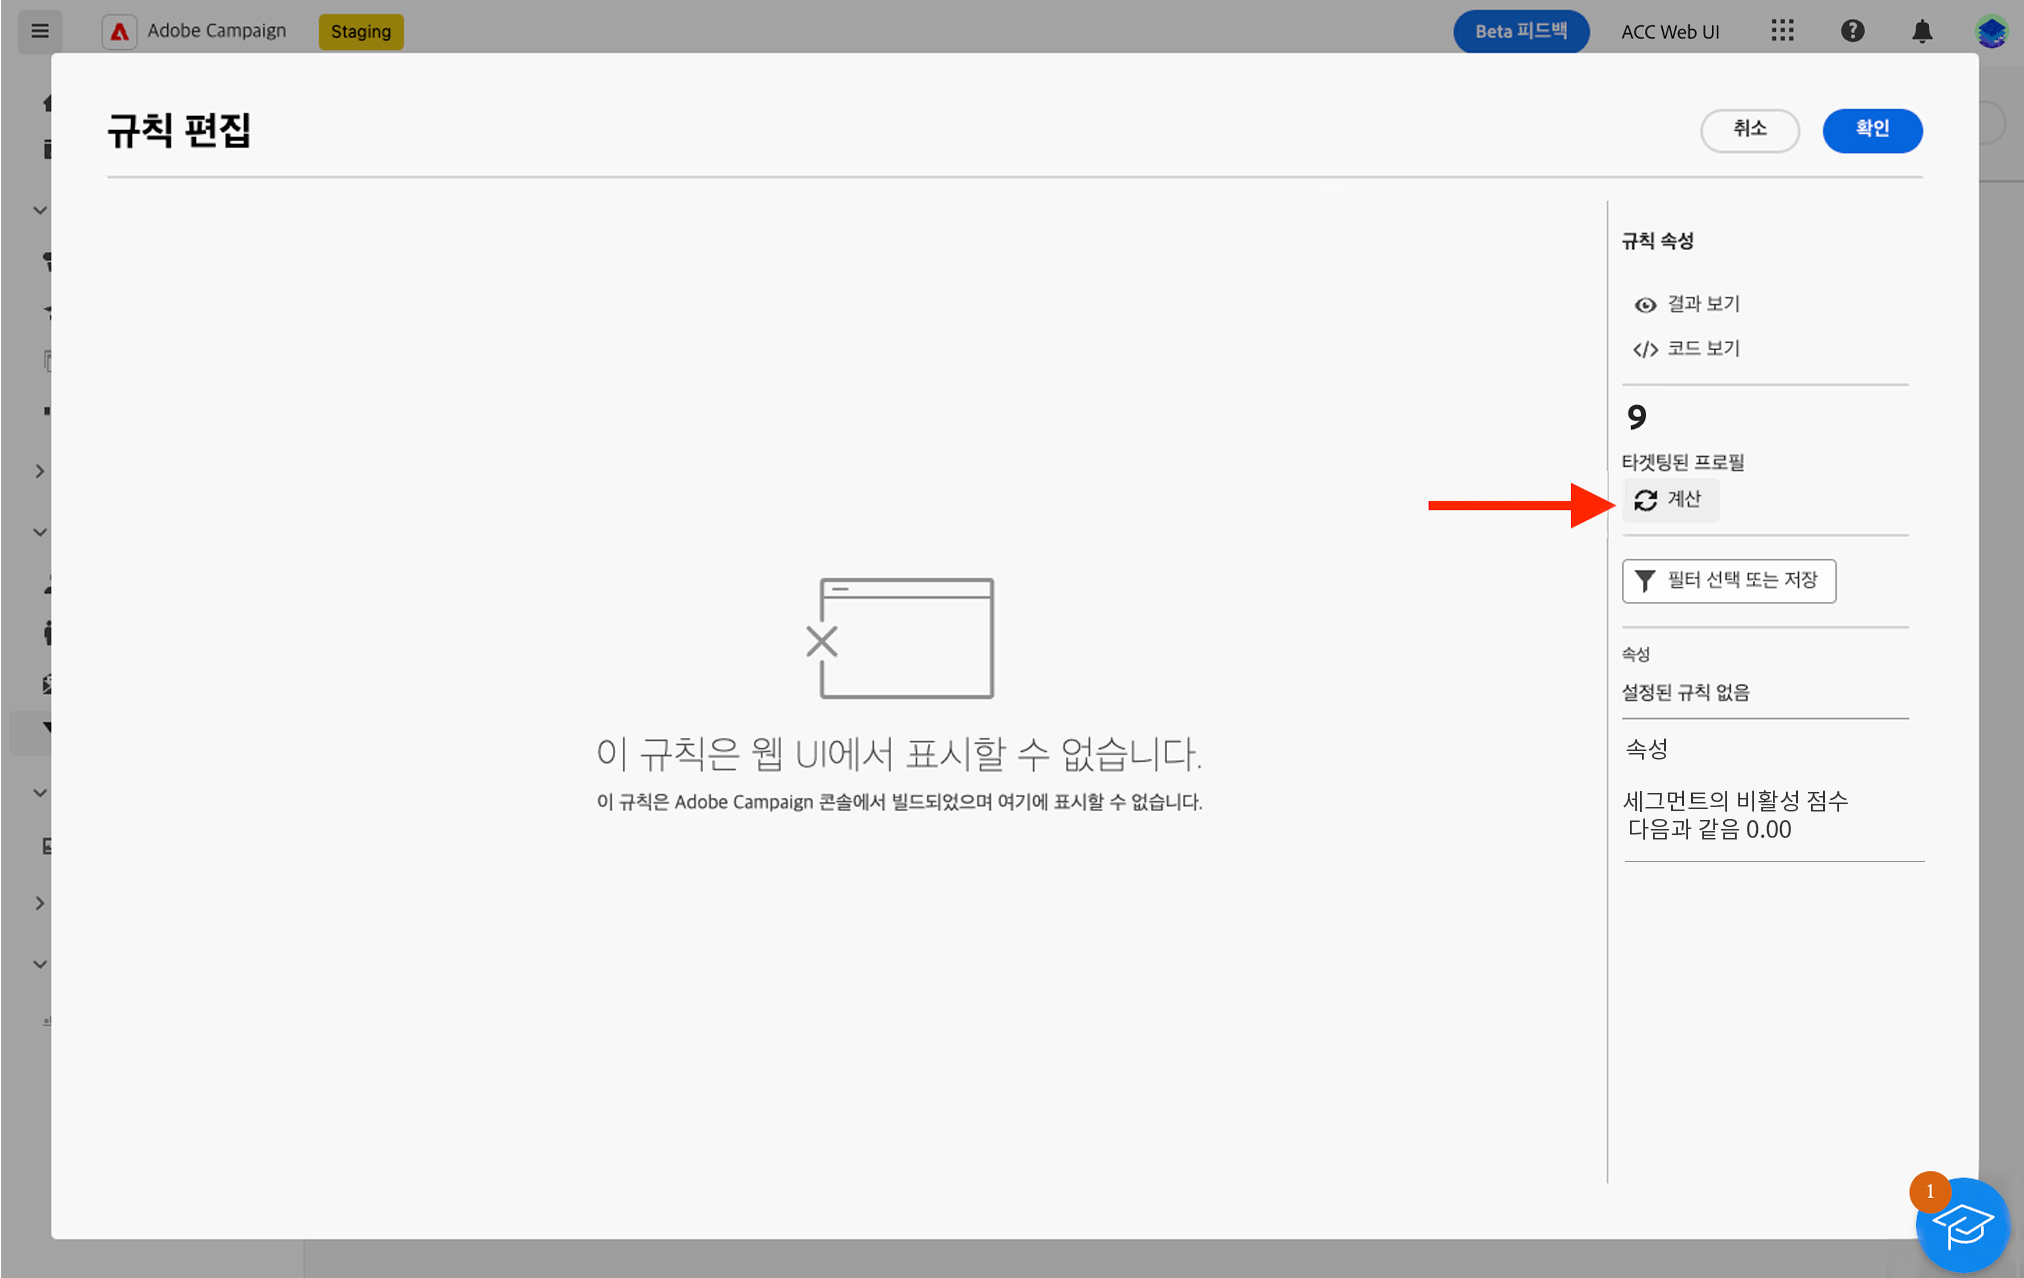 Adobe Campaign
Staging
Beta 피드백
ACC Web UI
규칙 편집
취소
확인
규칙 속성
결과 보기
코드 보기
9
타겟팅된 프로필
계산
필터 선택 또는 저장
속성
설정된 규칙 없음
속성
세그먼트의 비활성 점수
다음과 같음 0.00
이 규칙은 웹 UI에서 표시할 수 없습니다.
이 규칙은 Adobe Campaign 콘솔에서 빌드되었으며 여기에 표시할 수 없습니다.
1